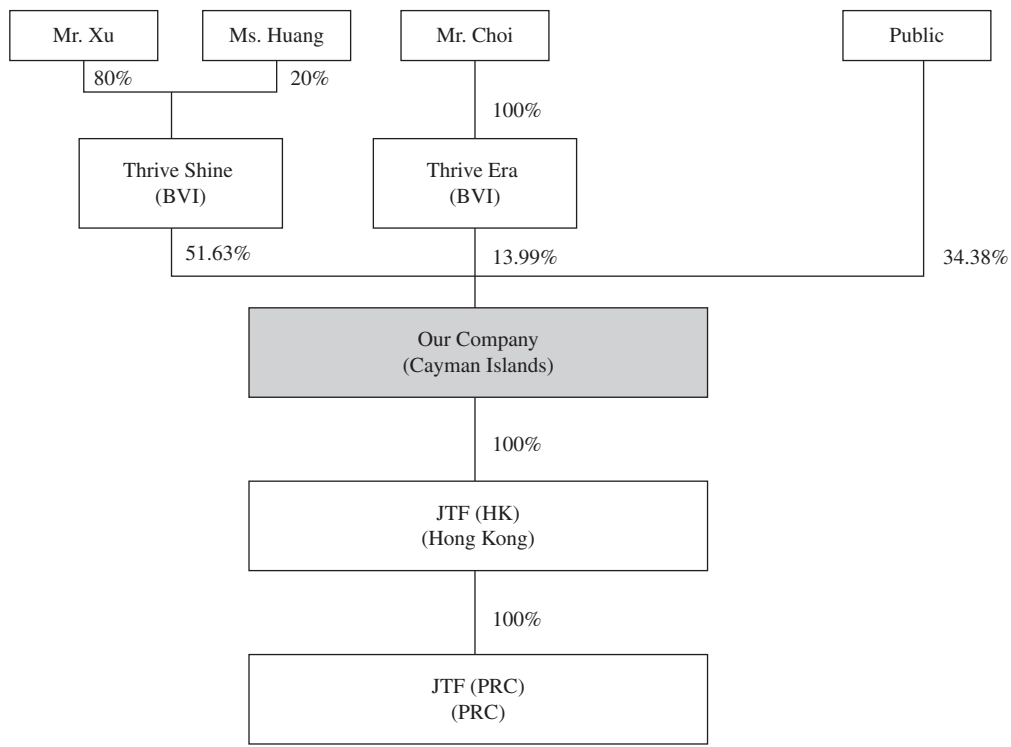 Mr. Xu
Ms. Huang
Mr. Choi
Public
80%
20%
100%
Thrive Shine
(BVI)
Thrive Era
(BVI)
51.63%
13.99%
34.38%
Our Company
(Cayman Islands)
100%
JTF (HK)
(Hong Kong)
100%
JTF (PRC)
(PRC)